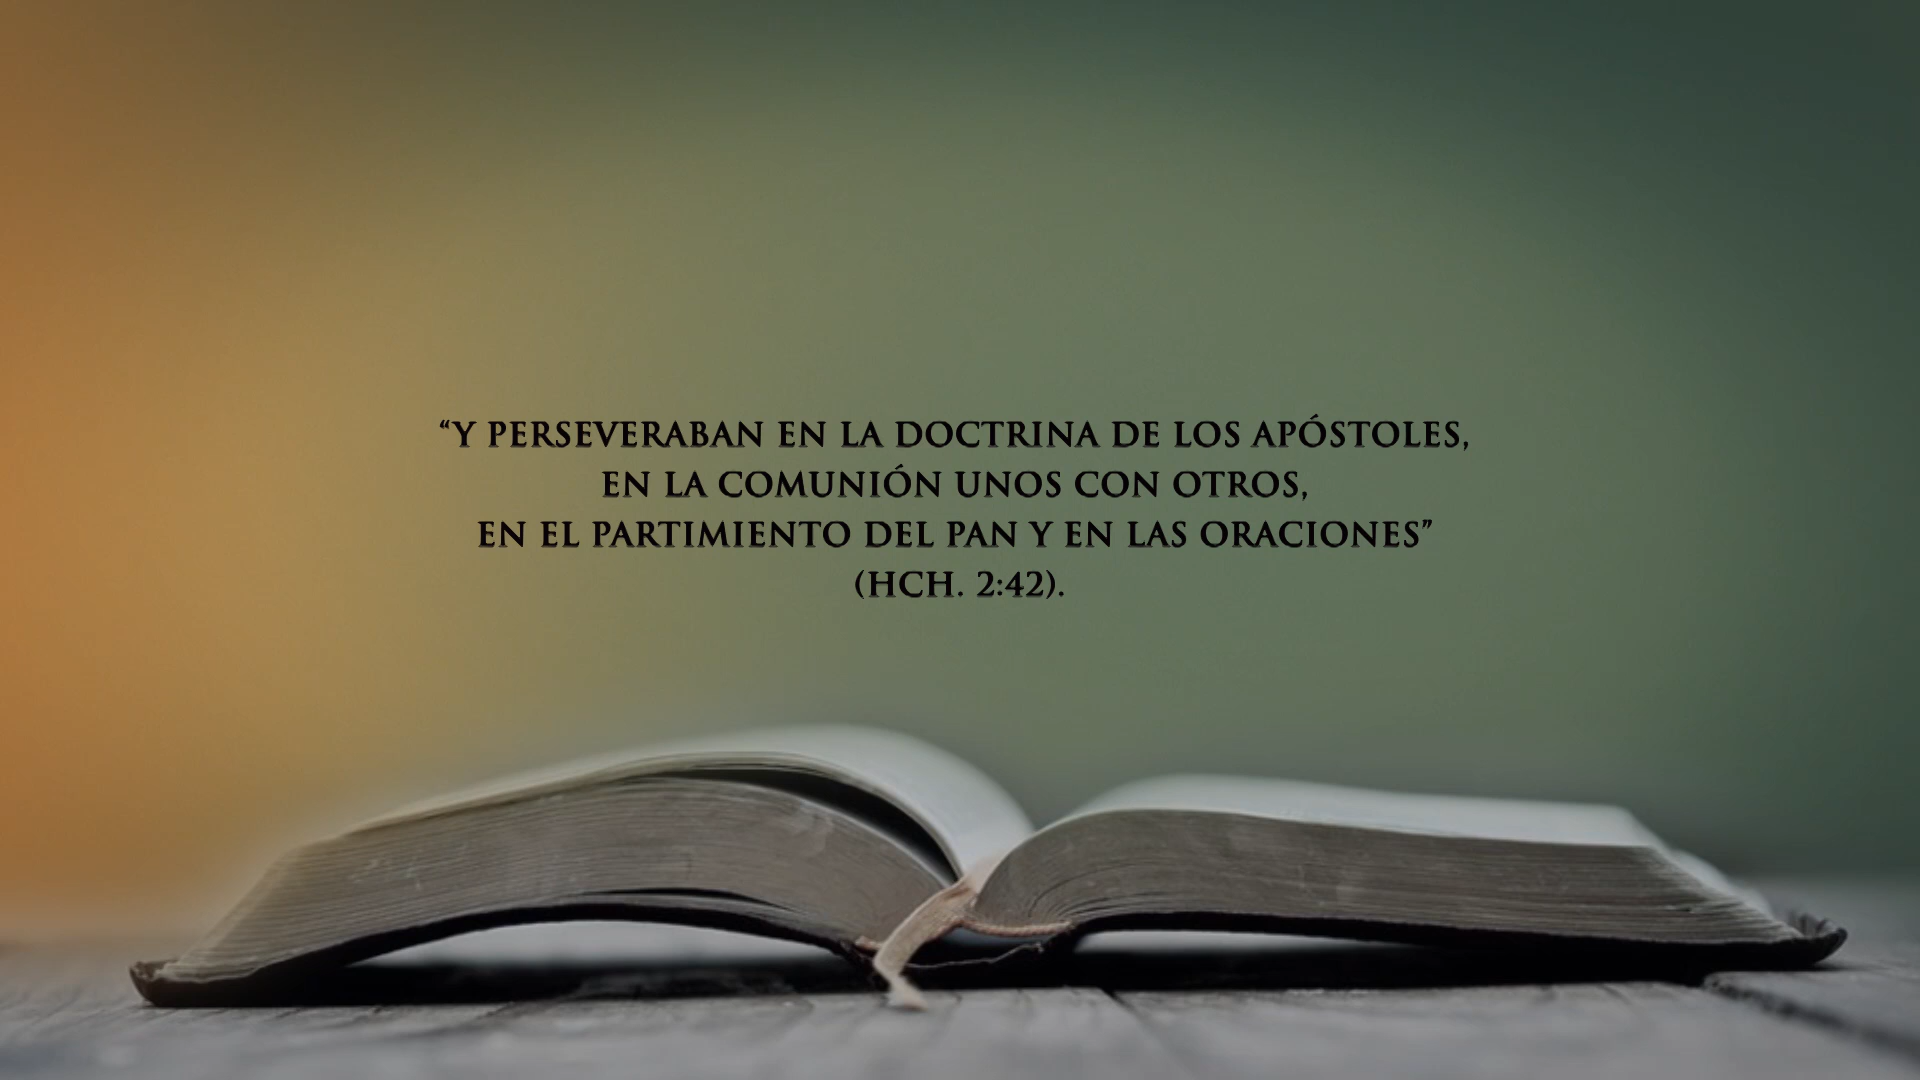 “Y PERSEVERABAN EN LA DOCTRINA DE LOS APÓSTOLES,
EN LA COMUNIÓN UNOS CON OTROS,
EN EL PARTIMIENTO DEL PAN Y EN LAS ORACIONES”
(HCH. 2:42).